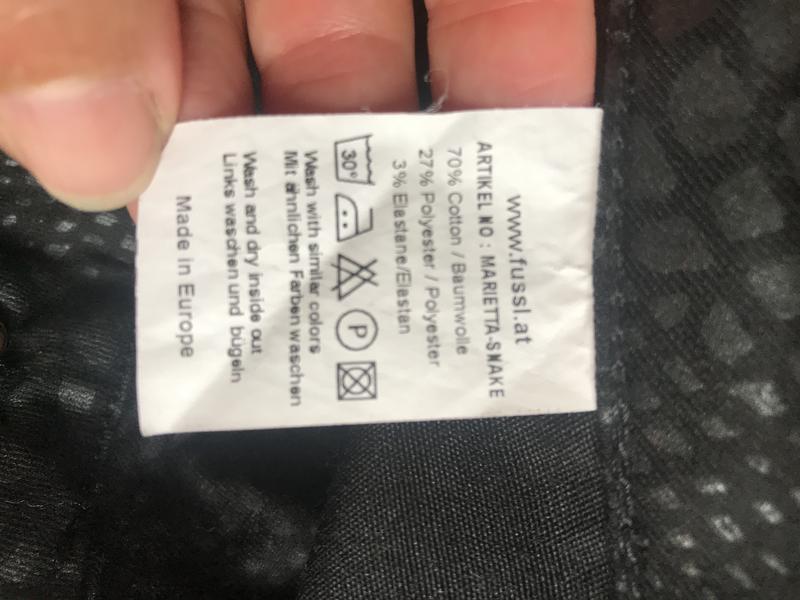 www.fussl.at
ARTIKEL NO : MARIETTA-SNAKE
70% Cotton / Baumwolle
27% Polyester / Polyester
3% Elastane/Elastan
30°
P
Wash with similar colors
Mit ähnlichen Farben waschen
Wash and dry inside out
Links waschen und bügeln
Made in Europe